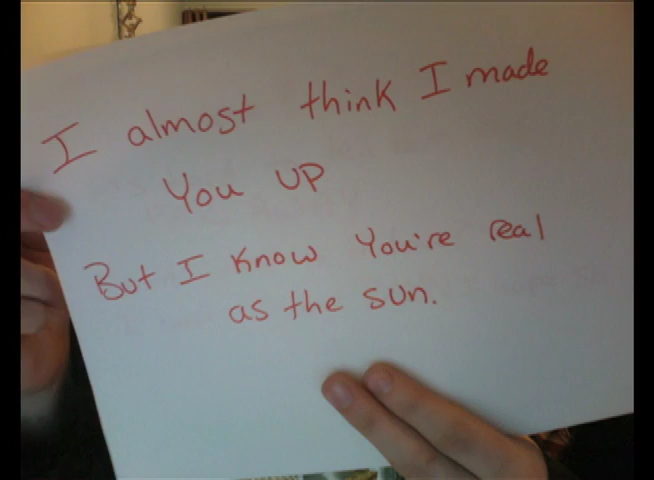 I almost think I made
You UP
But I know You're real
as the sun.